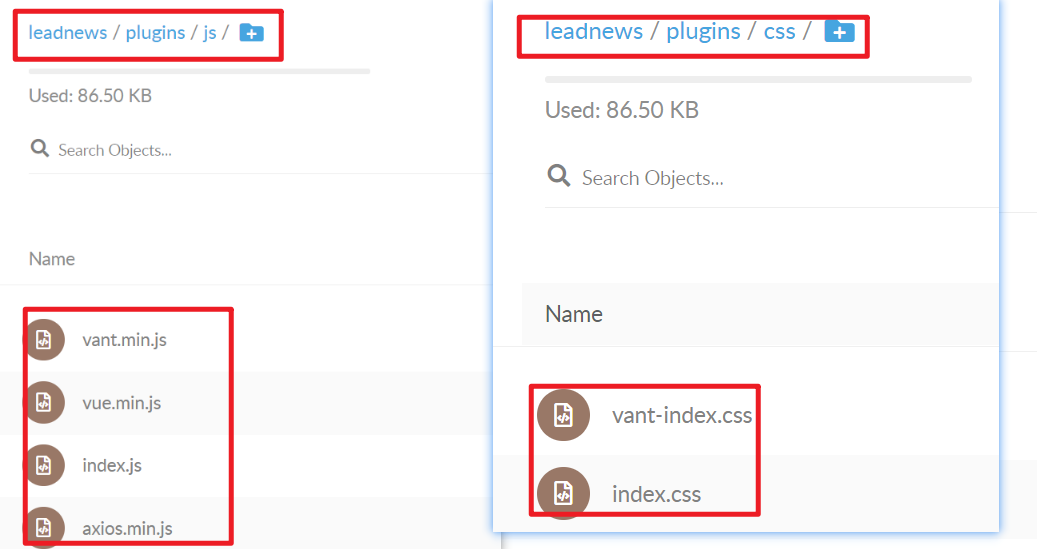 leadnews / plugins / js /
Used: 86.50 KB
Search Objects...
Name
vant.min.js
vue.min.js
index.js
axios.min.js
leadnews / plugins / css /
Used: 86.50 KB
Search Objects...
Name
vant-index.css
index.css